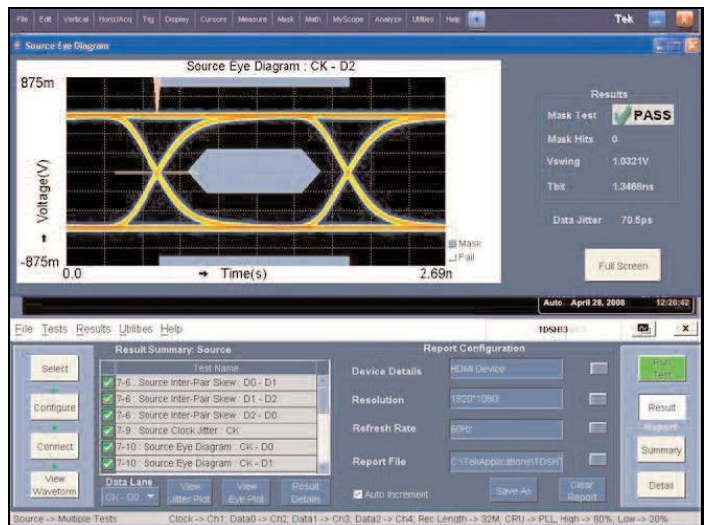 File Edit Vertical Horiz/Acq Trig Display Cursors Measure Mask Math MyScope Analyze Utilities Help Tek
Source Eye Diagram
Source Eye Diagram : CK - D2
875m
Voltage(V)
-875m
0.0
Time(s)
2.69n
Mask
Fail
Results
Mask Test PASS
Mask Hits 0
Vswing 1.0321V
Tbit 1.3468ns
Data Jitter 70.5ps
Full Screen
Auto April 28, 2008 12:26:42
File Tests Results Utilities Help TDSHT3 x
Select
Configure
Connect
View Waveform
Result Summary: Source
Test Name
7-6 : Source Inter-Pair Skew : D0 - D1
7-6 : Source Inter-Pair Skew : D1 - D2
7-6 : Source Inter-Pair Skew : D2 - D0
7-9 : Source Clock Jitter : CK
7-10 : Source Eye Diagram : CK - D0
7-10 : Source Eye Diagram : CK - D1
Data Lane
CK - D2
View Jitter Plot
View Eye Plot
Result Details
Report Configuration
Device Details HDMI Device
Resolution 1920*1080i
Refresh Rate 60Hz
Report File C:\TekApplications\TDSHT
Auto Increment
Save As
Clear Report
Run Test
Result
Report
Summary
Detail
Source -> Multiple Tests Clock -> Ch1, Data0 -> Ch2, Data1 -> Ch3, Data2 -> Ch4, Rec Length -> 32M, CRU -> PLL, High -> 80%, Low -> 20%